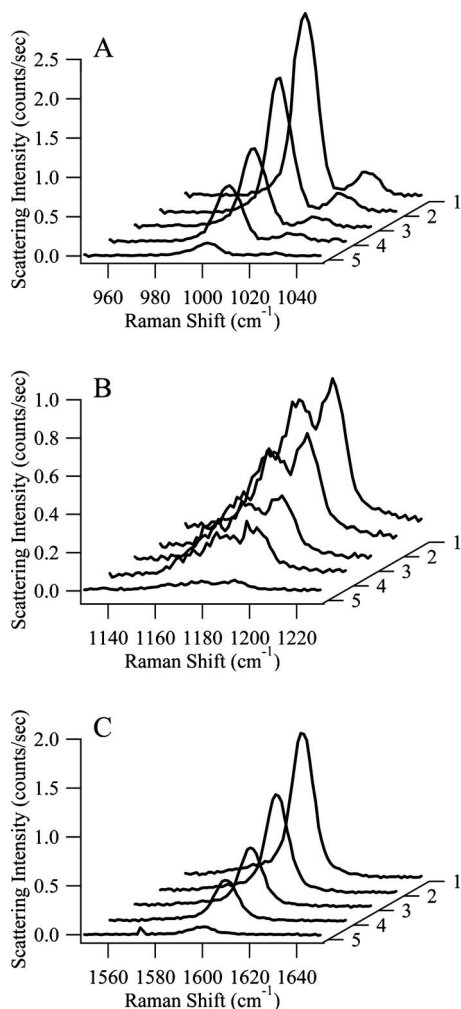 A
Scattering Intensity (counts/sec)
2.5
2.0
1.5
1.0
0.5
0.0
1
2
3
4
5
960 980 1000 1020 1040
Raman Shift (cm⁻¹)
B
Scattering Intensity (counts/sec)
1.0
0.8
0.6
0.4
0.2
0.0
1
2
3
4
5
1140 1160 1180 1200 1220
Raman Shift (cm⁻¹)
C
Scattering Intensity (counts/sec)
2.0
1.5
1.0
0.5
0.0
1
2
3
4
5
1560 1580 1600 1620 1640
Raman Shift (cm⁻¹)